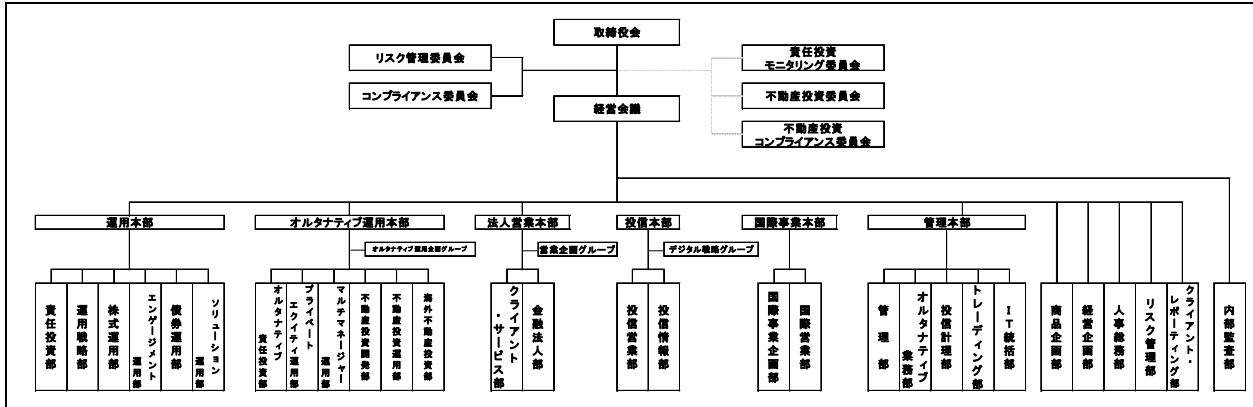 取締役会
リスク管理委員会
コンプライアンス委員会
責任投資
モニタリング委員会
不動産投資委員会
不動産投資
コンプライアンス委員会
経営会議
運用本部
オルタナティブ運用本部
法人営業本部
投信本部
国際事業本部
管理本部
オルタナティブ運用企画グループ
営業企画グループ
デジタル戦略グループ
責任投資部
運用戦略部
株式運用部
エンゲージメント
運用部
債券運用部
ソリューション
運用部
オルタナティブ
責任投資部
プライベート
エクイティ運用部
マルチマネージャー
運用部
不動産投資開発部
不動産投資運用部
海外不動産投資部
クライアント
・サービス部
金融法人部
投信営業部
投信情報部
国際事業企画部
国際営業部
管理部
オルタナティブ
業務部
投信計理部
トレーディング部
IT統括部
商品企画部
経営企画部
人事総務部
リスク管理部
クライアント・
レポーティング部
内部監査部